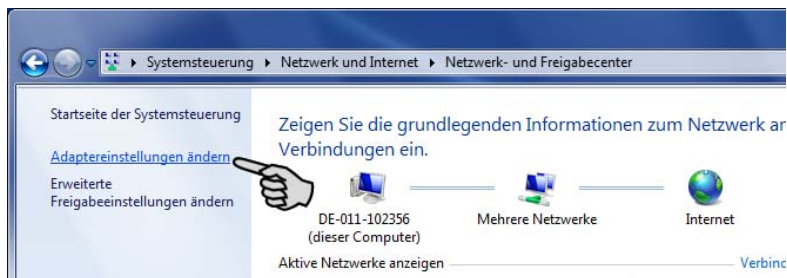 Systemsteuerung Netzwerk und Internet Netzwerk- und Freigabecenter
Startseite der Systemsteuerung
Adaptereinstellungen ändern
Erweiterte
Freigabeeinstellungen ändern
Zeigen Sie die grundlegenden Informationen zum Netzwerk an
Verbindungen ein.
DE-011-102356
(dieser Computer)
Mehrere Netzwerke
Internet
Aktive Netzwerke anzeigen
Verbind